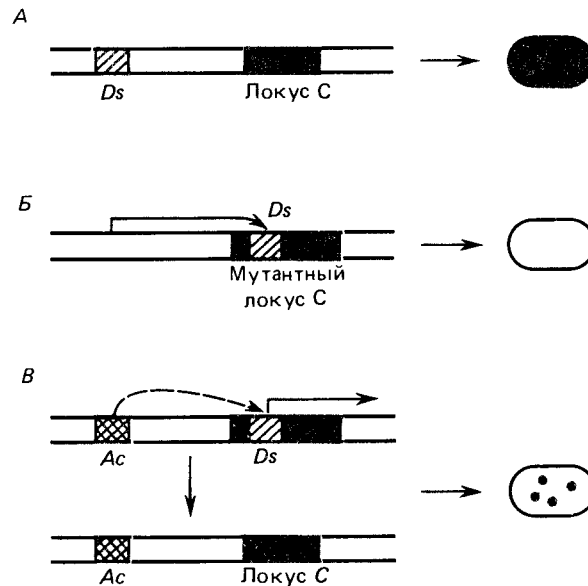 А
Ds
Локус С
Б
Ds
Мутантный
локус С
В
Ac
Ds
Ac
Локус С